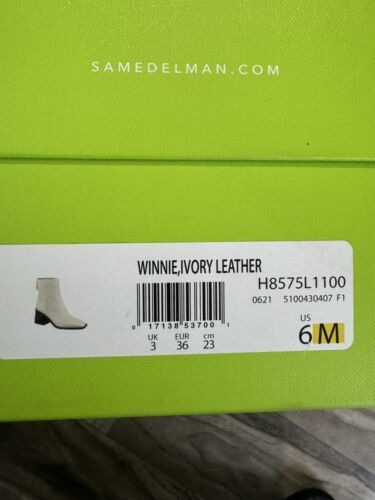 SAMEDELMAN.COM
WINNIE,IVORY LEATHER
H8575L1100
0621 5100430407 F1
0 17138 53700 1
UK EUR cm
3 36 23
US
6 M